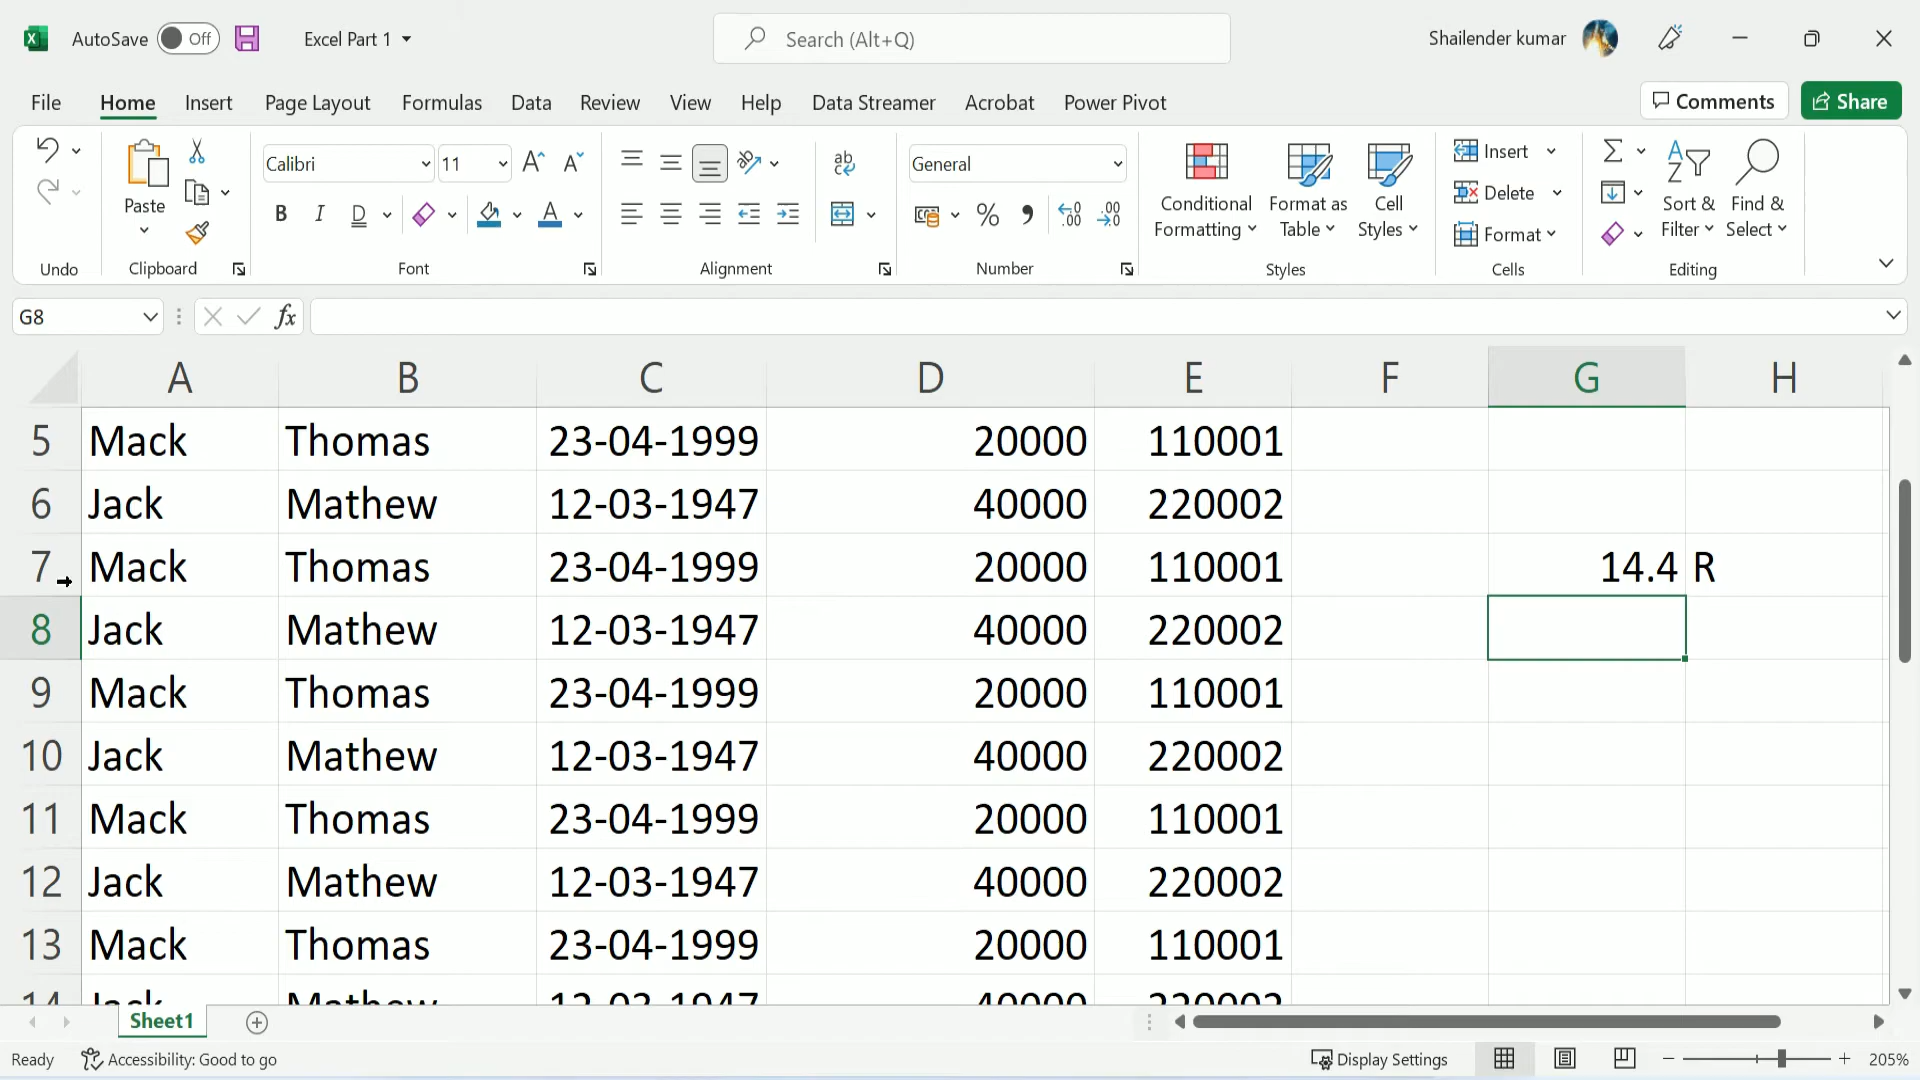 AutoSave Off Excel Part 1 Search (Alt+Q) Shailender kumar
File Home Insert Page Layout Formulas Data Review View Help Data Streamer Acrobat Power Pivot Comments Share
Paste Calibri 11 ab c General Conditional Formatting Format as Table Cell Styles Insert Delete Format Sort & Filter Find & Select
Undo Clipboard Font Alignment Number Styles Cells Editing
G8 fx
A B C D E F G H
5 Mack Thomas 23-04-1999 20000 110001
6 Jack Mathew 12-03-1947 40000 220002
7 Mack Thomas 23-04-1999 20000 110001 14.4 R
8 Jack Mathew 12-03-1947 40000 220002
9 Mack Thomas 23-04-1999 20000 110001
10 Jack Mathew 12-03-1947 40000 220002
11 Mack Thomas 23-04-1999 20000 110001
12 Jack Mathew 12-03-1947 40000 220002
13 Mack Thomas 23-04-1999 20000 110001
14 Jack Mathew 12-03-1947 40000 220002
Sheet1
Ready Accessibility: Good to go Display Settings 205%